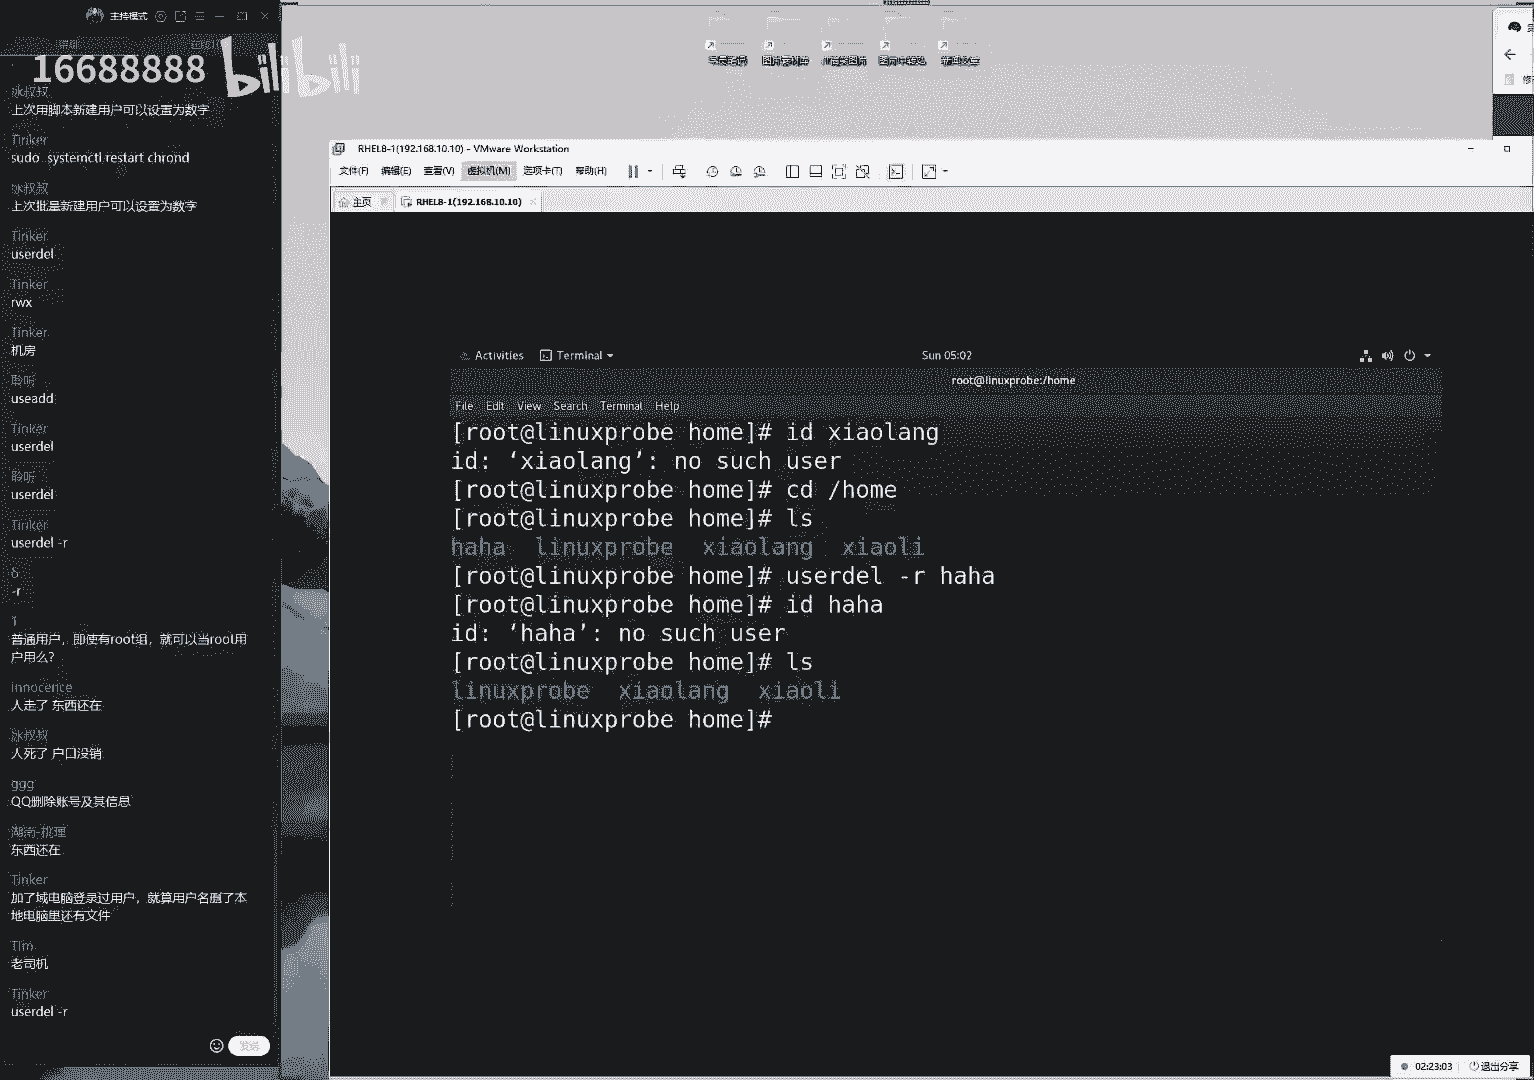 主持模式
16688888
bilibili
冰叔叔
上次用脚本新建用户可以设置为数字
Tinker
sudo systemctl restart chrond
冰叔叔
上次批量新建用户可以设置为数字
Tinker
userdel
Tinker
rwx
Tinker
机房
聆听
useadd
Tinker
userdel
聆听
userdel
Tinker
userdel -r
6
-r
普通用户，即使有root组，就可以当root用
户用么?
innocence
人走了 东西还在
冰叔叔
人死了 户口没销
ggg
QQ删除账号及其信息
湖南-桃理
东西还在
Tinker
加了域电脑登录过用户，就算用户名删了本
地电脑里还有文件
Tim
老司机
Tinker
userdel -r
发送
RHEL8-1(192.168.10.10) - VMware Workstation
文件(F) 编辑(E) 查看(V) 虚拟机(M) 选项卡(T) 帮助(H)
主页 RHEL8-1(192.168.10.10)
Activities Terminal Sun 05:02
root@linuxprobe:/home
File Edit View Search Terminal Help
[root@linuxprobe home]# id xiaolang
id: ‘xiaolang’: no such user
[root@linuxprobe home]# cd /home
[root@linuxprobe home]# ls
haha linuxprobe xiaolang xiaoli
[root@linuxprobe home]# userdel -r haha
[root@linuxprobe home]# id haha
id: ‘haha’: no such user
[root@linuxprobe home]# ls
linuxprobe xiaolang xiaoli
[root@linuxprobe home]#
02:23:03 退出分享